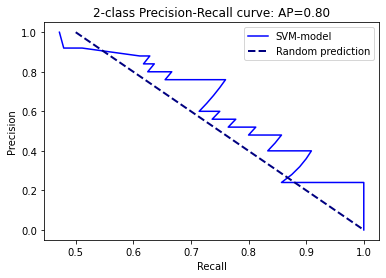 2-class Precision-Recall curve: AP=0.80
SVM-model
Random prediction
Precision
1.0
0.8
0.6
0.4
0.2
0.0
0.5 0.6 0.7 0.8 0.9 1.0
Recall